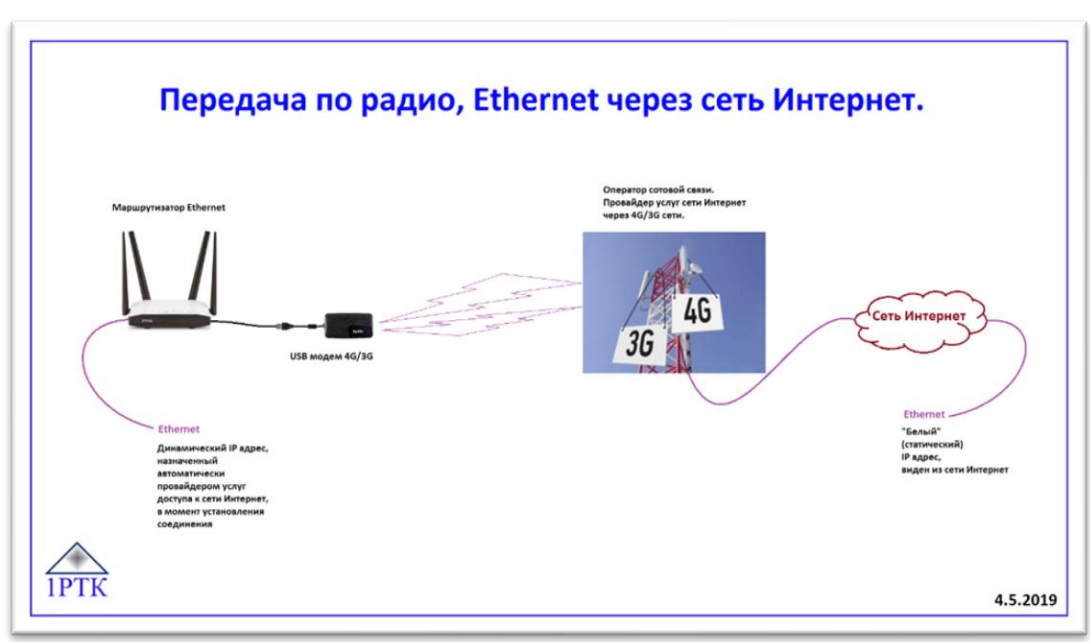 Передача по радио, Ethernet через сеть Интернет.
Оператор сотовой связи.
Провайдер услуг сети Интернет
через 4G/3G сети.
Маршрутизатор Ethernet
4G
3G
Сеть Интернет
USB модем 4G/3G
Ethernet
Динамический IP адрес,
назначенный
автоматически
провайдером услуг
доступа к сети Интернет,
в момент установления
соединения
Ethernet
"Белый"
(статический)
IP адрес,
виден из сети Интернет
1РТК
4.5.2019